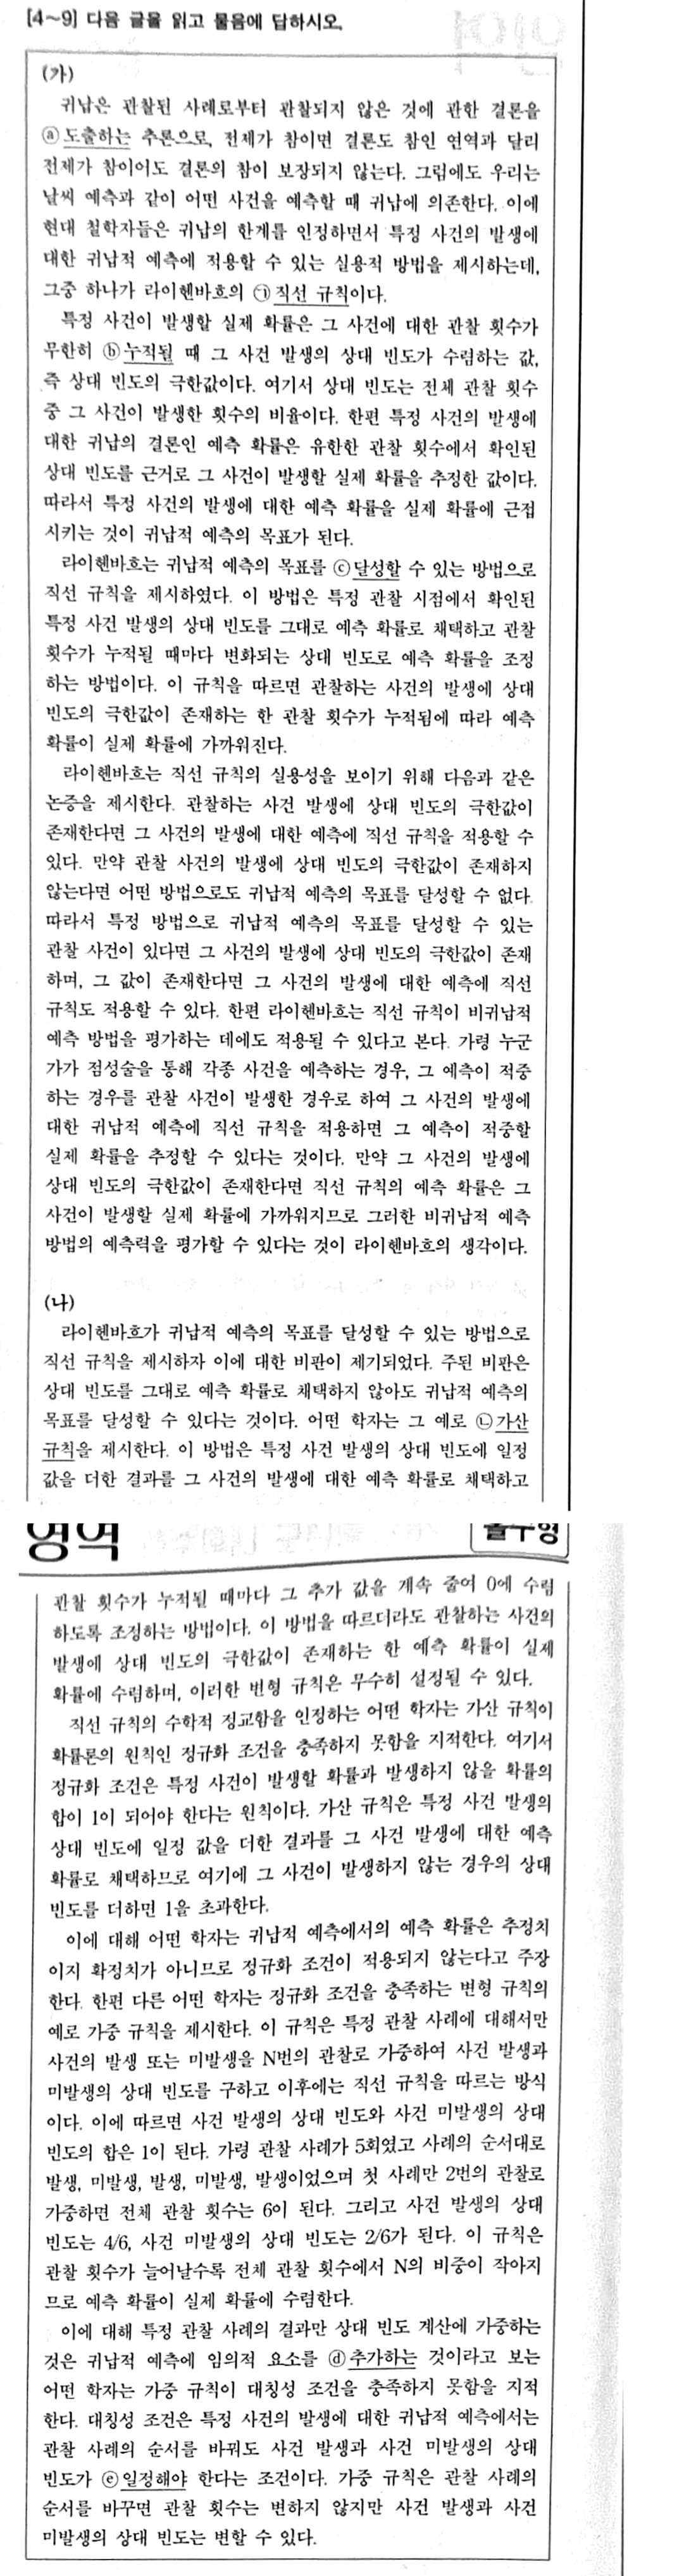 [4~9] 다음 글을 읽고 물음에 답하시오.
(가)
귀납은 관찰된 사례로부터 관찰되지 않은 것에 관한 결론을
ⓐ도출하는 추론으로, 전제가 참이면 결론도 참인 연역과 달리
전제가 참이어도 결론의 참이 보장되지 않는다. 그럼에도 우리는
날씨 예측과 같이 어떤 사건을 예측할 때 귀납에 의존한다. 이에
현대 철학자들은 귀납의 한계를 인정하면서 특정 사건의 발생에
대한 귀납적 예측에 적용할 수 있는 실용적 방법을 제시하는데,
그중 하나가 라이헨바흐의 ㉠직선 규칙이다.
특정 사건이 발생할 실제 확률은 그 사건에 대한 관찰 횟수가
무한히 ⓑ누적될 때 그 사건 발생의 상대 빈도가 수렴하는 값,
즉 상대 빈도의 극한값이다. 여기서 상대 빈도는 전체 관찰 횟수
중 그 사건이 발생한 횟수의 비율이다. 한편 특정 사건의 발생에
대한 귀납의 결론인 예측 확률은 유한한 관찰 횟수에서 확인된
상대 빈도를 근거로 그 사건이 발생할 실제 확률을 추정한 값이다.
따라서 특정 사건의 발생에 대한 예측 확률을 실제 확률에 근접
시키는 것이 귀납적 예측의 목표가 된다.
라이헨바흐는 귀납적 예측의 목표를 ⓒ달성할 수 있는 방법으로
직선 규칙을 제시하였다. 이 방법은 특정 관찰 시점에서 확인된
특정 사건 발생의 상대 빈도를 그대로 예측 확률로 채택하고 관찰
횟수가 누적될 때마다 변화되는 상대 빈도로 예측 확률을 조정
하는 방법이다. 이 규칙을 따르면 관찰하는 사건의 발생에 상대
빈도의 극한값이 존재하는 한 관찰 횟수가 누적됨에 따라 예측
확률이 실제 확률에 가까워진다.
라이헨바흐는 직선 규칙의 실용성을 보이기 위해 다음과 같은
논증을 제시한다. 관찰하는 사건 발생에 상대 빈도의 극한값이
존재한다면 그 사건의 발생에 대한 예측에 직선 규칙을 적용할 수
있다. 만약 관찰 사건의 발생에 상대 빈도의 극한값이 존재하지
않는다면 어떤 방법으로도 귀납적 예측의 목표를 달성할 수 없다.
따라서 특정 방법으로 귀납적 예측의 목표를 달성할 수 있는
관찰 사건이 있다면 그 사건의 발생에 상대 빈도의 극한값이 존재
하며, 그 값이 존재한다면 그 사건의 발생에 대한 예측에 직선
규칙도 적용할 수 있다. 한편 라이헨바흐는 직선 규칙이 비귀납적
예측 방법을 평가하는 데에도 적용될 수 있다고 본다. 가령 누군
가가 점성술을 통해 각종 사건을 예측하는 경우, 그 예측이 적중
하는 경우를 관찰 사건이 발생한 경우로 하여 그 사건의 발생에
대한 귀납적 예측에 직선 규칙을 적용하면 그 예측이 적중할
실제 확률을 추정할 수 있다는 것이다. 만약 그 사건의 발생에
상대 빈도의 극한값이 존재한다면 직선 규칙의 예측 확률은 그
사건이 발생할 실제 확률에 가까워지므로 그러한 비귀납적 예측
방법의 예측력을 평가할 수 있다는 것이 라이헨바흐의 생각이다.
(나)
라이헨바흐가 귀납적 예측의 목표를 달성할 수 있는 방법으로
직선 규칙을 제시하자 이에 대한 비판이 제기되었다. 주된 비판은
상대 빈도를 그대로 예측 확률로 채택하지 않아도 귀납적 예측의
목표를 달성할 수 있다는 것이다. 어떤 학자는 그 예로 ㉡가산
규칙을 제시한다. 이 방법은 특정 사건 발생의 상대 빈도에 일정
값을 더한 결과를 그 사건의 발생에 대한 예측 확률로 채택하고
영역
홀수형
관찰 횟수가 누적될 때마다 그 추가 값을 계속 줄여 0에 수렴
하도록 조정하는 방법이다. 이 방법을 따르더라도 관찰하는 사건의
발생에 상대 빈도의 극한값이 존재하는 한 예측 확률이 실제
확률에 수렴하며, 이러한 변형 규칙은 무수히 설정될 수 있다.
직선 규칙의 수학적 정교함을 인정하는 어떤 학자는 가산 규칙이
확률론의 원칙인 정규화 조건을 충족하지 못함을 지적한다. 여기서
정규화 조건은 특정 사건이 발생할 확률과 발생하지 않을 확률의
합이 1이 되어야 한다는 원칙이다. 가산 규칙은 특정 사건 발생의
상대 빈도에 일정 값을 더한 결과를 그 사건 발생에 대한 예측
확률로 채택하므로 여기에 그 사건이 발생하지 않는 경우의 상대
빈도를 더하면 1을 초과한다.
이에 대해 어떤 학자는 귀납적 예측에서의 예측 확률은 추정치
이지 확정치가 아니므로 정규화 조건이 적용되지 않는다고 주장
한다. 한편 다른 어떤 학자는 정규화 조건을 충족하는 변형 규칙의
예로 가중 규칙을 제시한다. 이 규칙은 특정 관찰 사례에 대해서만
사건의 발생 또는 미발생을 N번의 관찰로 가중하여 사건 발생과
미발생의 상대 빈도를 구하고 이후에는 직선 규칙을 따르는 방식
이다. 이에 따르면 사건 발생의 상대 빈도와 사건 미발생의 상대
빈도의 합은 1이 된다. 가령 관찰 사례가 5회였고 사례의 순서대로
발생, 미발생, 발생, 미발생, 발생이었으며 첫 사례만 2번의 관찰로
가중하면 전체 관찰 횟수는 6이 된다. 그리고 사건 발생의 상대
빈도는 4/6, 사건 미발생의 상대 빈도는 2/6가 된다. 이 규칙은
관찰 횟수가 늘어날수록 전체 관찰 횟수에서 N의 비중이 작아지
므로 예측 확률이 실제 확률에 수렴한다.
이에 대해 특정 관찰 사례의 결과만 상대 빈도 계산에 가중하는
것은 귀납적 예측에 임의적 요소를 ⓓ추가하는 것이라고 보는
어떤 학자는 가중 규칙이 대칭성 조건을 충족하지 못함을 지적
한다. 대칭성 조건은 특정 사건의 발생에 대한 귀납적 예측에서는
관찰 사례의 순서를 바꿔도 사건 발생과 사건 미발생의 상대
빈도가 ⓔ일정해야 한다는 조건이다. 가중 규칙은 관찰 사례의
순서를 바꾸면 관찰 횟수는 변하지 않지만 사건 발생과 사건
미발생의 상대 빈도는 변할 수 있다.